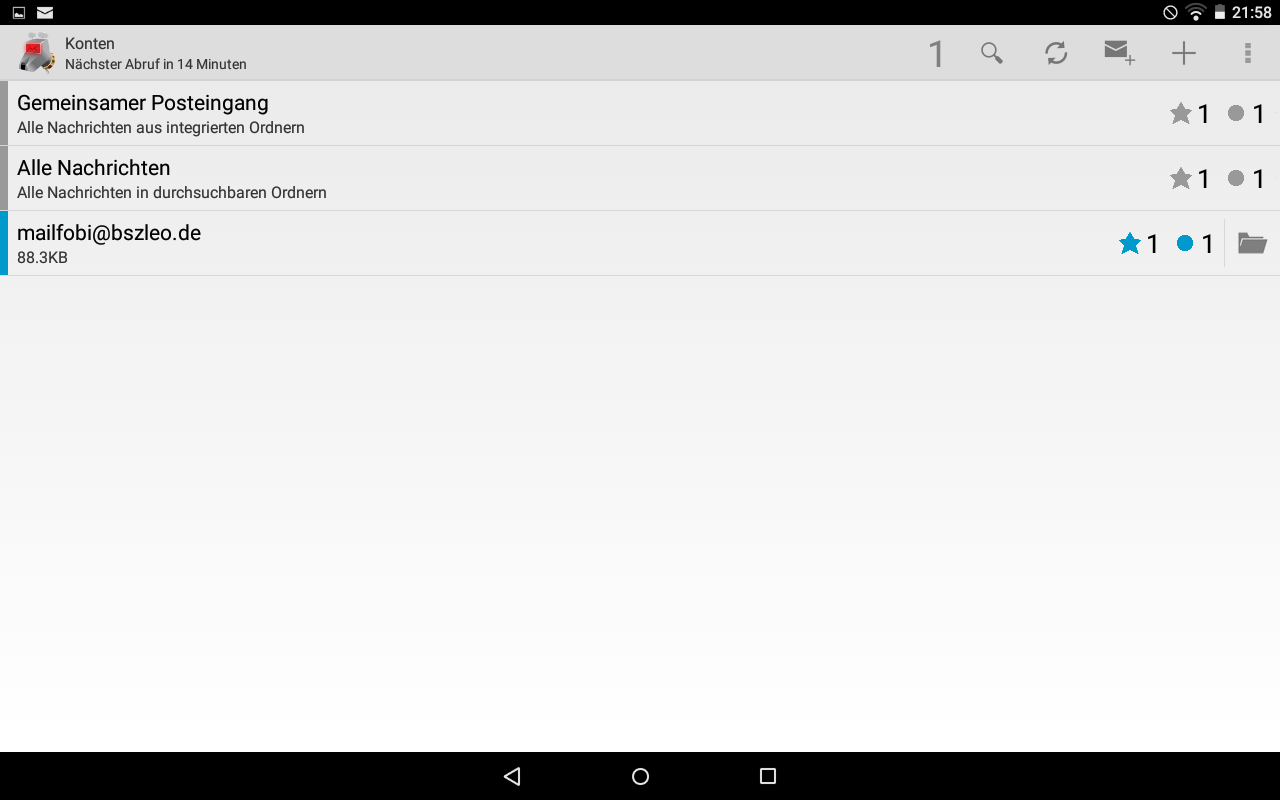 21:58
Konten
Nächster Abruf in 14 Minuten
1
Gemeinsamer Posteingang
Alle Nachrichten aus integrierten Ordnern
1 1
Alle Nachrichten
Alle Nachrichten in durchsuchbaren Ordnern
1 1
mailfobi@bszleo.de
88.3KB
1 1